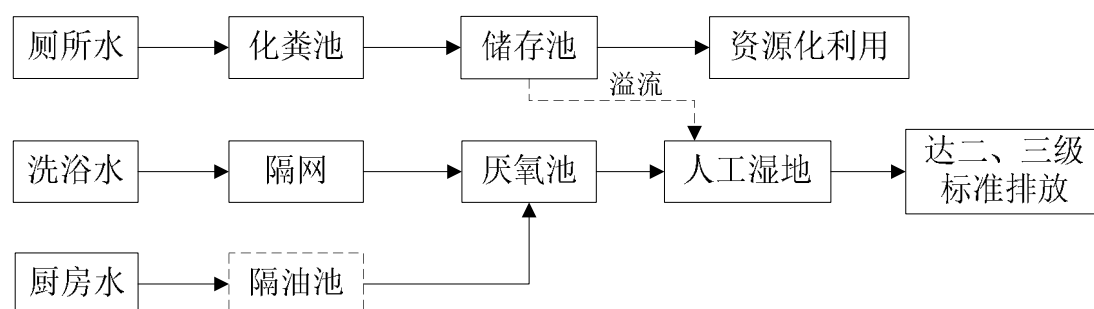 厕所水
化粪池
储存池
资源化利用
溢流
洗浴水
隔网
厌氧池
人工湿地
达二、三级
标准排放
厨房水
隔油池